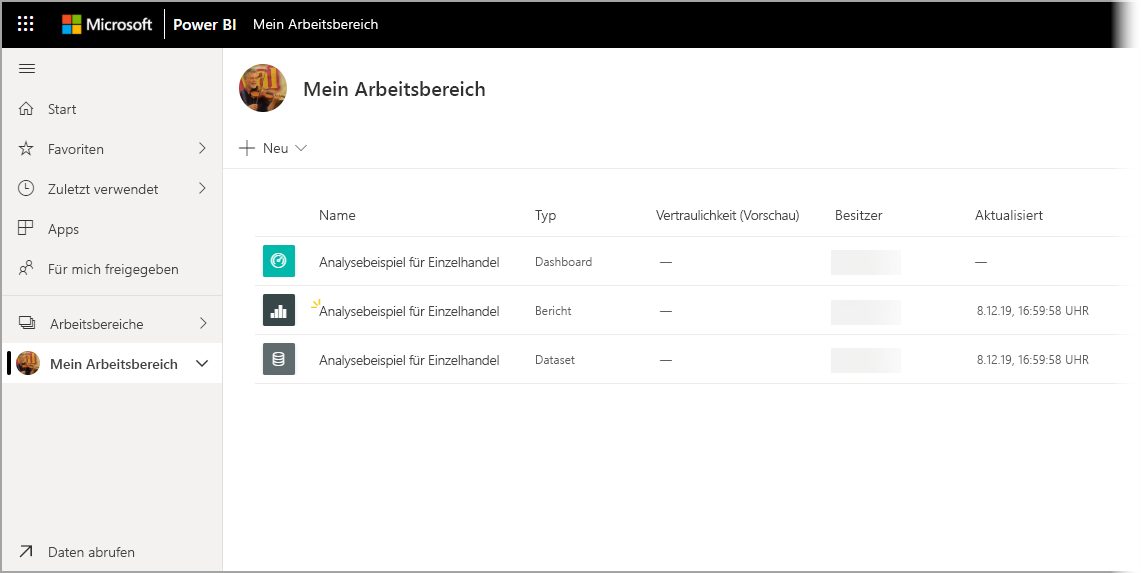 Microsoft Power BI Mein Arbeitsbereich
Mein Arbeitsbereich
Neu
Start
Favoriten
Zuletzt verwendet
Apps
Für mich freigegeben
Arbeitsbereiche
Mein Arbeitsbereich
Daten abrufen
Name Typ Vertraulichkeit (Vorschau) Besitzer Aktualisiert
Analysebeispiel für Einzelhandel Dashboard — —
Analysebeispiel für Einzelhandel Bericht — 8.12.19, 16:59:58 UHR
Analysebeispiel für Einzelhandel Dataset — 8.12.19, 16:59:58 UHR